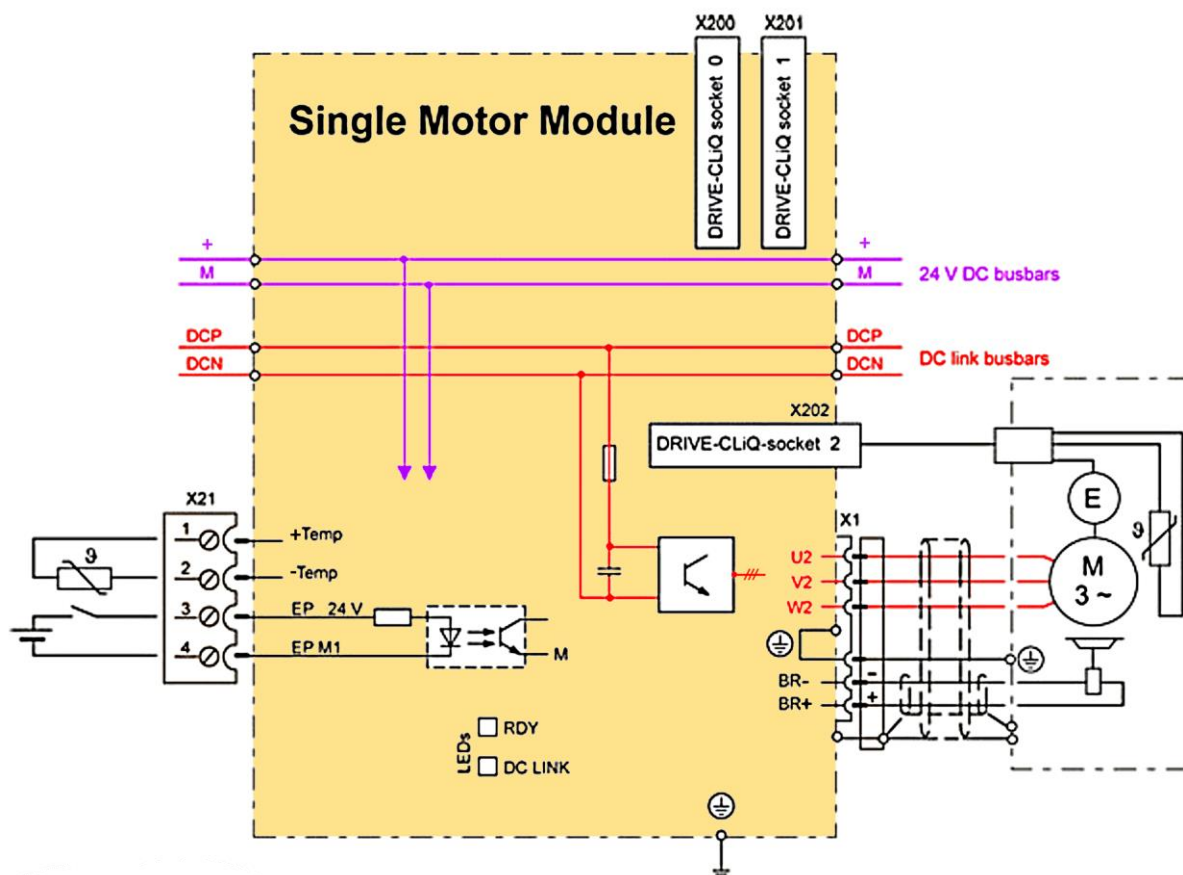 X200
X201
DRIVE-CLiQ socket 0
DRIVE-CLiQ socket 1
Single Motor Module
+
+
M
M
24 V DC busbars
DCP
DCP
DCN
DCN
DC link busbars
X202
DRIVE-CLiQ-socket 2
X21
X1
E
1
+Temp
ϑ
ϑ
2
-Temp
U2
V2
W2
M
3 ~
3
EP 24 V
4
EP M1
M
BR-
-
BR+
+
LEDs
RDY
DC LINK